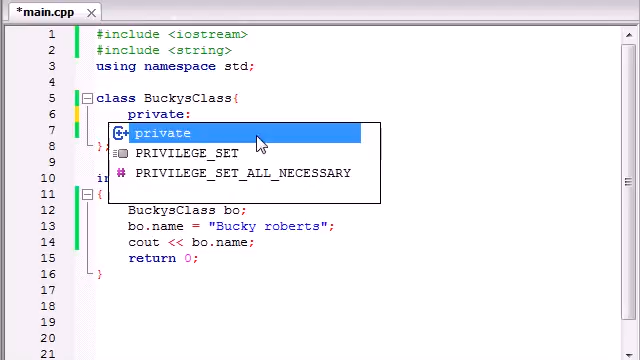 *main.cpp
1 #include <iostream>
2 #include <string>
3 using namespace std;
4
5 class BuckysClass{
6 private:
7 private
8 }; PRIVILEGE_SET
PRIVILEGE_SET_ALL_NECESSARY
in
11 {
12 BuckysClass bo;
13 bo.name = "Bucky roberts";
14 cout << bo.name;
15 return 0;
16 }
17
18
19
20
21